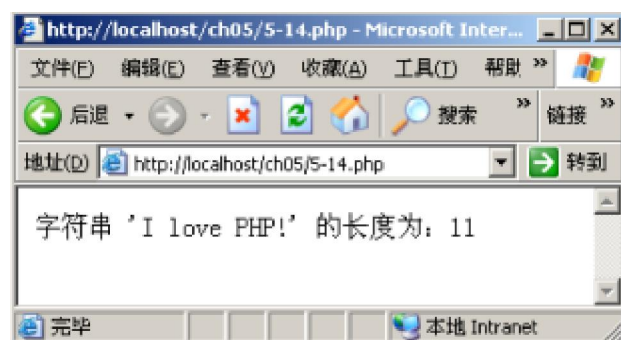 http://localhost/ch05/5-14.php - Microsoft Inter...
文件(F) 编辑(E) 查看(V) 收藏(A) 工具(T) 帮助 »
后退 搜索 » 链接 »
地址(D) http://localhost/ch05/5-14.php 转到
字符串 'I love PHP!' 的长度为：11
完毕 本地 Intranet